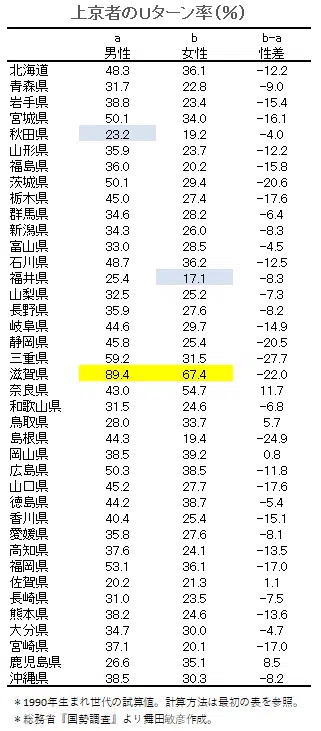 上京者のUターン率(%)
a b b-a
男性 女性 性差
北海道 48.3 36.1 -12.2
青森県 31.7 22.8 -9.0
岩手県 38.8 23.4 -15.4
宮城県 50.1 34.0 -16.1
秋田県 23.2 19.2 -4.0
山形県 35.9 23.7 -12.2
福島県 36.0 20.2 -15.8
茨城県 50.1 29.4 -20.6
栃木県 45.0 27.4 -17.6
群馬県 34.6 28.2 -6.4
新潟県 34.3 26.0 -8.3
富山県 33.0 28.5 -4.5
石川県 48.7 36.2 -12.5
福井県 25.4 17.1 -8.3
山梨県 32.5 25.2 -7.3
長野県 35.9 27.6 -8.2
岐阜県 44.6 29.7 -14.9
静岡県 45.8 25.4 -20.5
三重県 59.2 31.5 -27.7
滋賀県 89.4 67.4 -22.0
奈良県 43.0 54.7 11.7
和歌山県 31.5 24.6 -6.8
鳥取県 28.0 33.7 5.7
島根県 44.3 19.4 -24.9
岡山県 38.5 39.2 0.8
広島県 50.3 38.5 -11.8
山口県 45.2 27.7 -17.6
徳島県 44.2 38.7 -5.4
香川県 40.4 25.4 -15.1
愛媛県 35.8 27.6 -8.1
高知県 37.6 24.1 -13.5
福岡県 53.1 36.1 -17.0
佐賀県 20.2 21.3 1.1
長崎県 31.0 23.5 -7.5
熊本県 38.2 24.6 -13.6
大分県 34.7 30.0 -4.7
宮崎県 37.1 20.1 -17.0
鹿児島県 26.6 35.1 8.5
沖縄県 38.5 30.3 -8.2
*1990年生まれ世代の試算値。計算方法は最初の表を参照。
*総務省『国勢調査』より舞田敏彦作成。